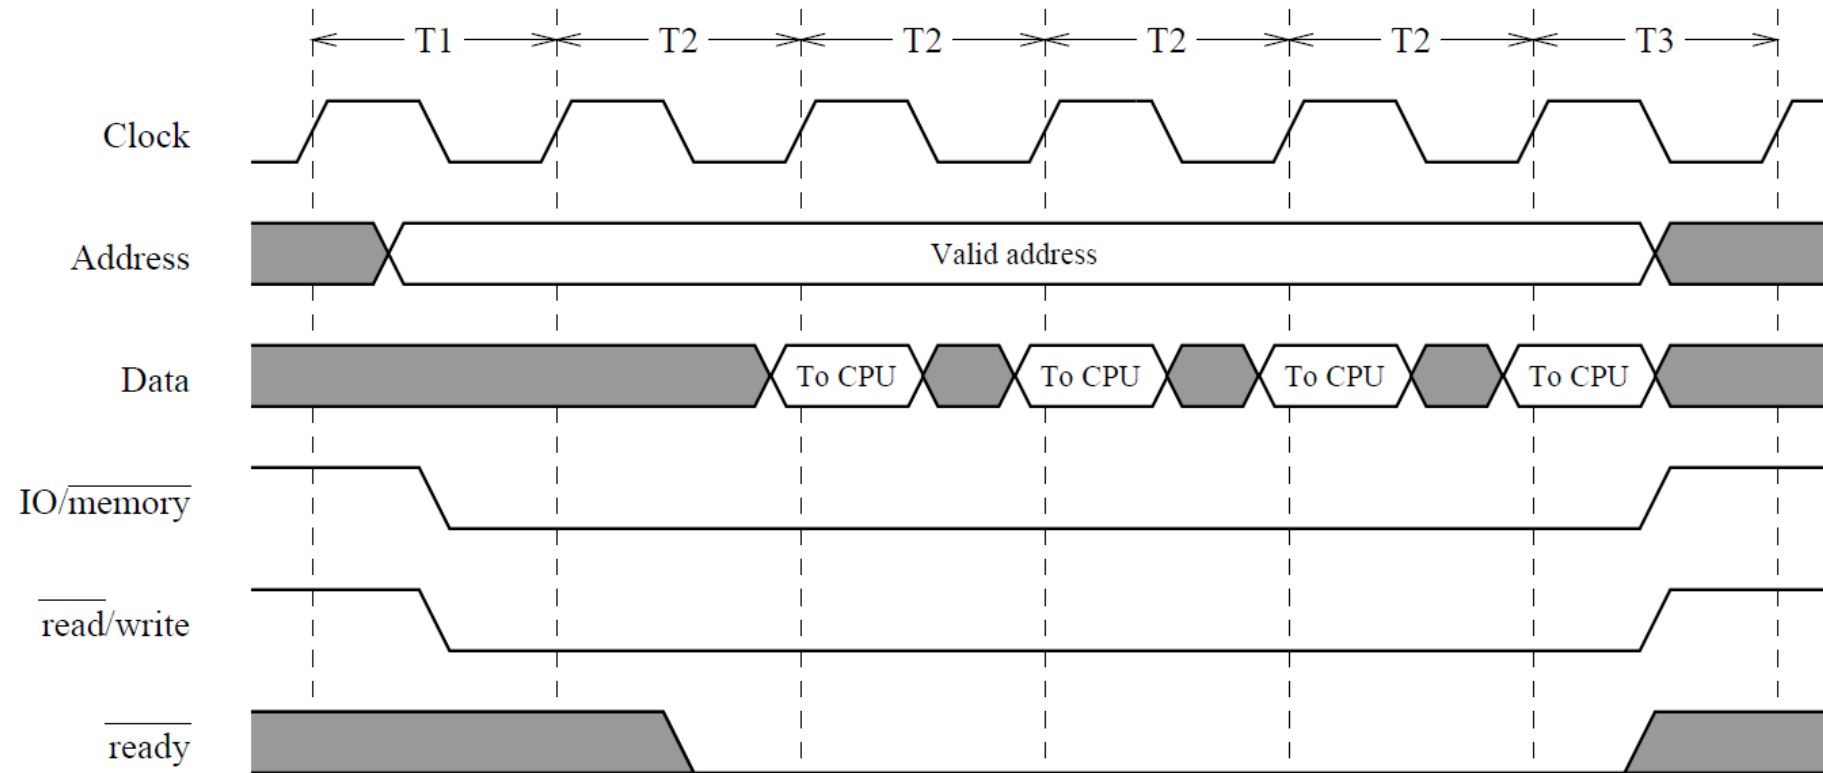 T1 T2 T2 T2 T2 T3
Clock
Address Valid address
Data To CPU To CPU To CPU To CPU
IO/memory
read/write
ready